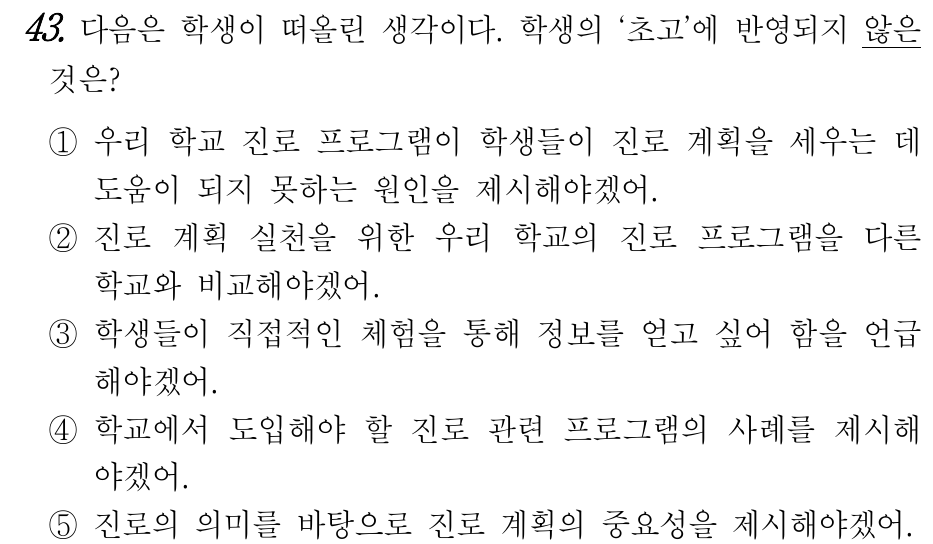 43. 다음은 학생이 떠올린 생각이다. 학생의 ‘초고’에 반영되지 않은
것은?
① 우리 학교 진로 프로그램이 학생들이 진로 계획을 세우는 데
도움이 되지 못하는 원인을 제시해야겠어.
② 진로 계획 실천을 위한 우리 학교의 진로 프로그램을 다른
학교와 비교해야겠어.
③ 학생들이 직접적인 체험을 통해 정보를 얻고 싶어 함을 언급
해야겠어.
④ 학교에서 도입해야 할 진로 관련 프로그램의 사례를 제시해
야겠어.
⑤ 진로의 의미를 바탕으로 진로 계획의 중요성을 제시해야겠어.